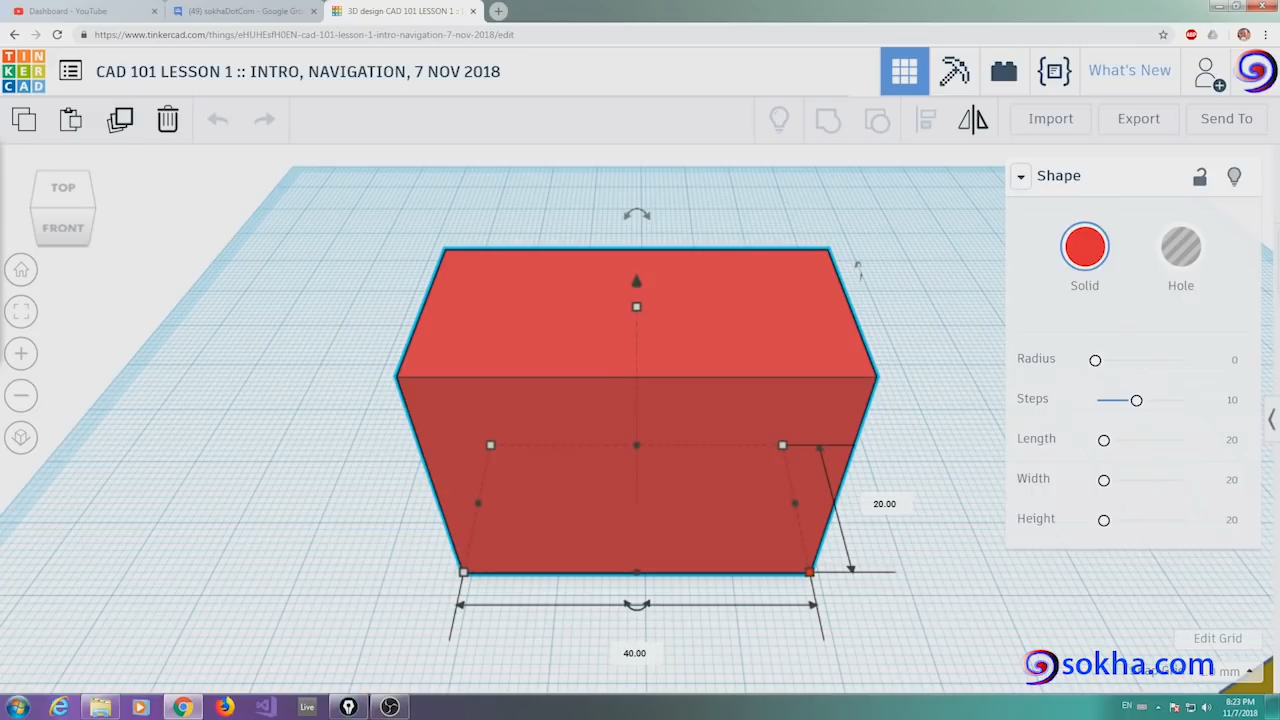 Dashboard - YouTube
(49) sokhaDotCom - Google Gro
3D design CAD 101 LESSON 1 ::
https://www.tinkercad.com/things/eHUHEsfH0EN-cad-101-lesson-1-intro-navigation-7-nov-2018/edit
TIN
KER
CAD
CAD 101 LESSON 1 :: INTRO, NAVIGATION, 7 NOV 2018
What's New
Import
Export
Send To
TOP
FRONT
Shape
Solid
Hole
Radius 0
Steps 10
Length 20
Width 20
Height 20
20.00
40.00
Edit Grid
sokha.com
mm
Live
EN
8:23 PM
11/7/2018